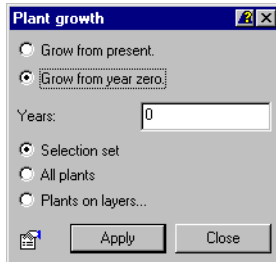 Plant growth
Grow from present.
Grow from year zero.
Years: 0
Selection set
All plants
Plants on layers...
Apply Close